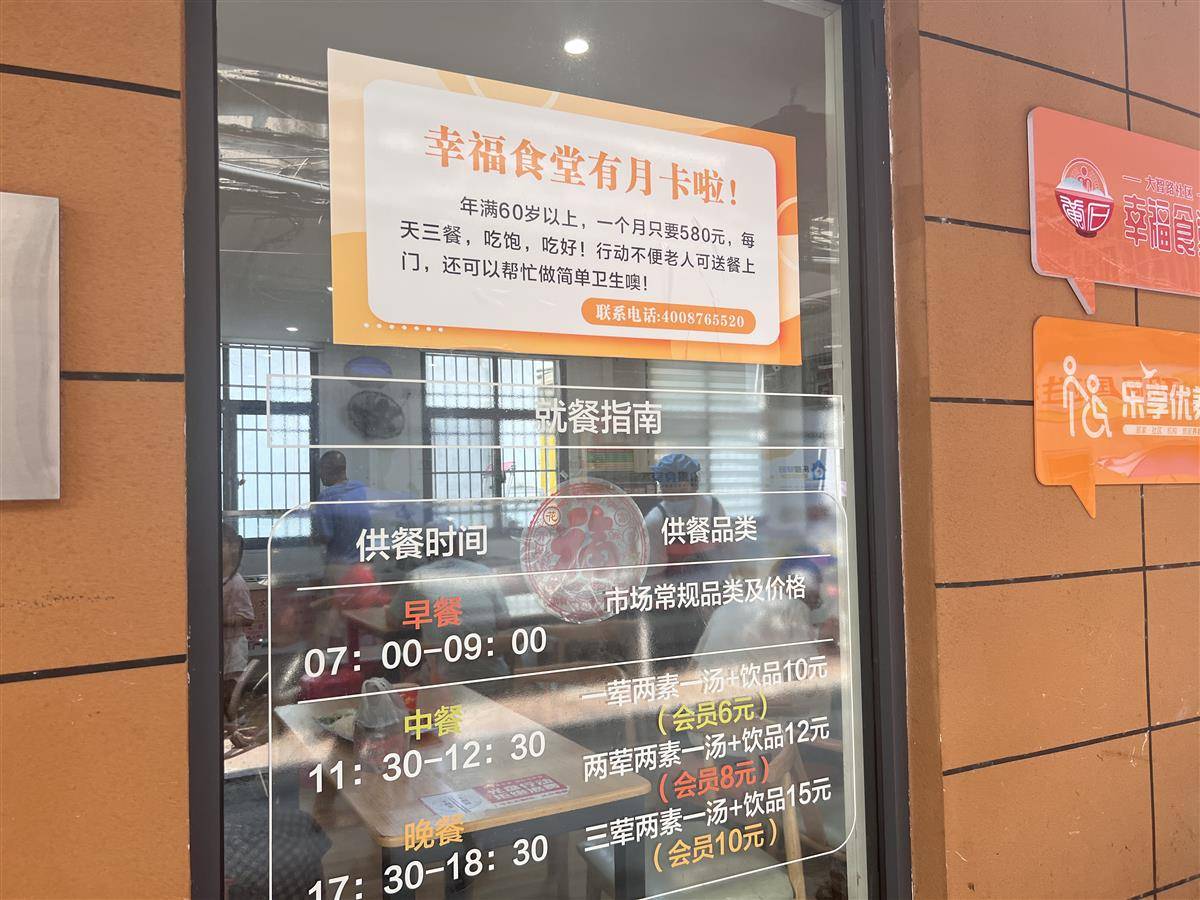 幸福食堂有月卡啦！
年满60岁以上，一个月只要580元，每
天三餐，吃饱，吃好！行动不便老人可送餐上
门，还可以帮忙做简单卫生噢！
联系电话:4008765520
就餐指南
供餐时间
供餐品类
福
早餐
07：00-09：00
市场常规品类及价格
中餐
11：30-12：30
晚餐
17：30-18：30
一荤两素一汤+饮品10元
（会员6元）
两荤两素一汤+饮品12元
（会员8元）
三荤两素一汤+饮品15元
（会员10元）
大智路社区
幸福食
乐享优养